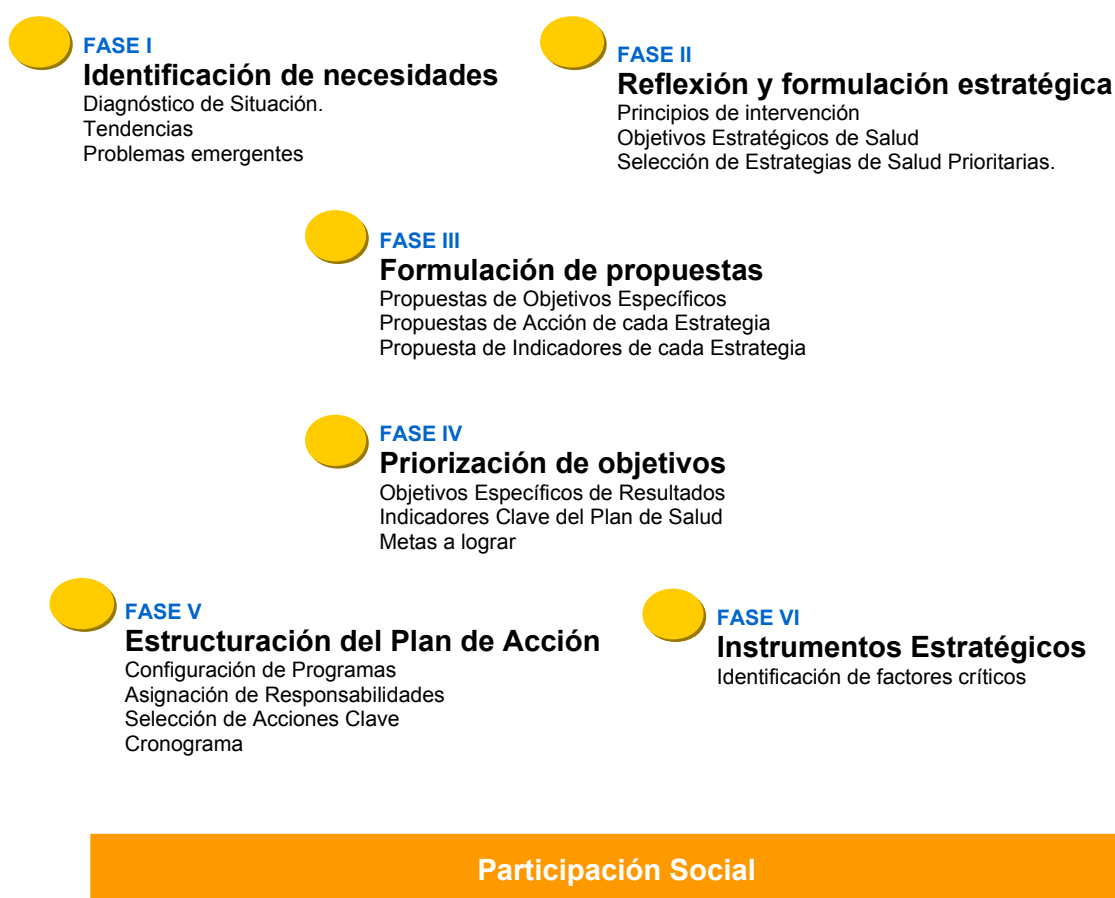 FASE I
Identificación de necesidades
Diagnóstico de Situación.
Tendencias
Problemas emergentes
FASE II
Reflexión y formulación estratégica
Principios de intervención
Objetivos Estratégicos de Salud
Selección de Estrategias de Salud Prioritarias.
FASE III
Formulación de propuestas
Propuestas de Objetivos Específicos
Propuestas de Acción de cada Estrategia
Propuesta de Indicadores de cada Estrategia
FASE IV
Priorización de objetivos
Objetivos Específicos de Resultados
Indicadores Clave del Plan de Salud
Metas a lograr
FASE V
Estructuración del Plan de Acción
Configuración de Programas
Asignación de Responsabilidades
Selección de Acciones Clave
Cronograma
FASE VI
Instrumentos Estratégicos
Identificación de factores críticos
Participación Social